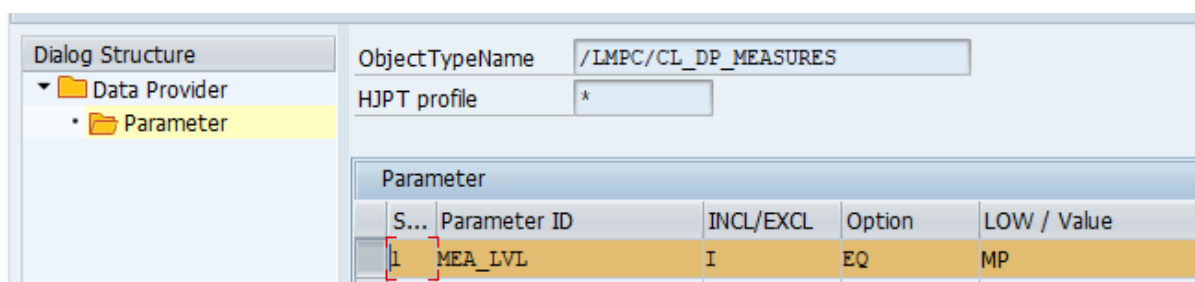 Dialog Structure
Data Provider
Parameter
ObjectTypeName /LMPC/CL_DP_MEASURES
HJPT profile *
Parameter
S... Parameter ID INCL/EXCL Option LOW / Value
1 MEA_LVL I EQ MP